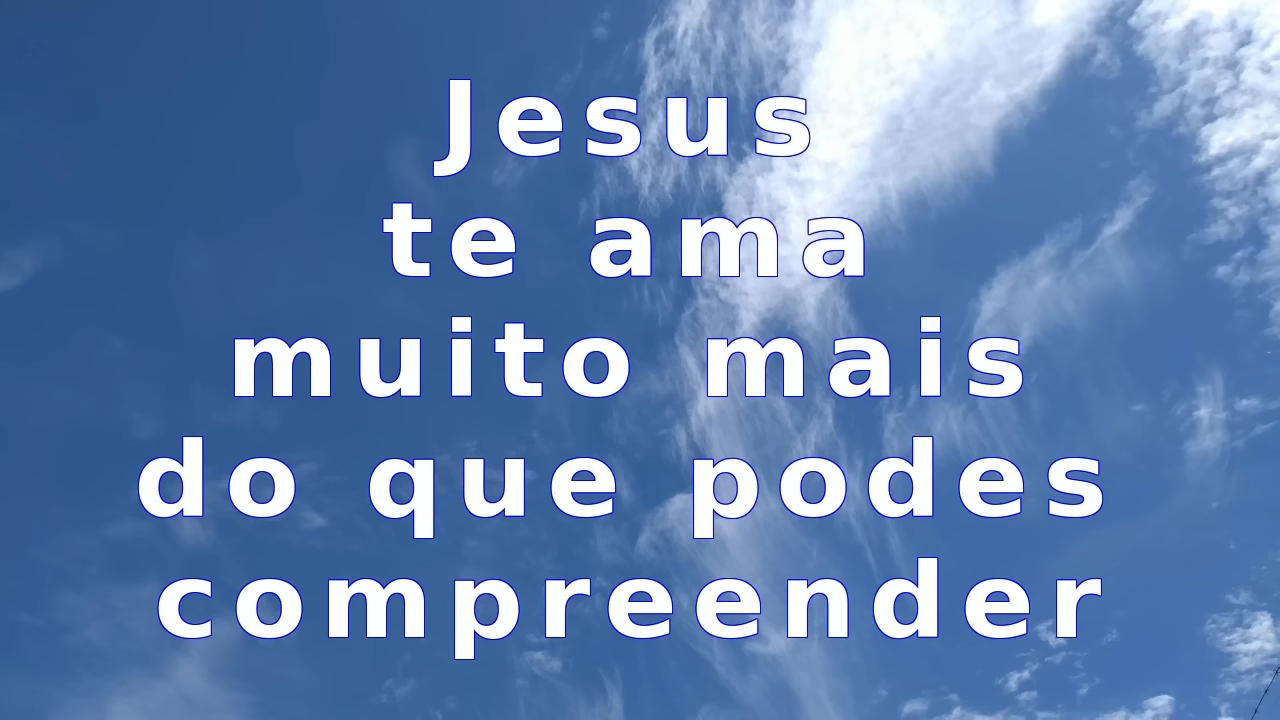 Jesus
te ama
muito mais
do que podes
compreender